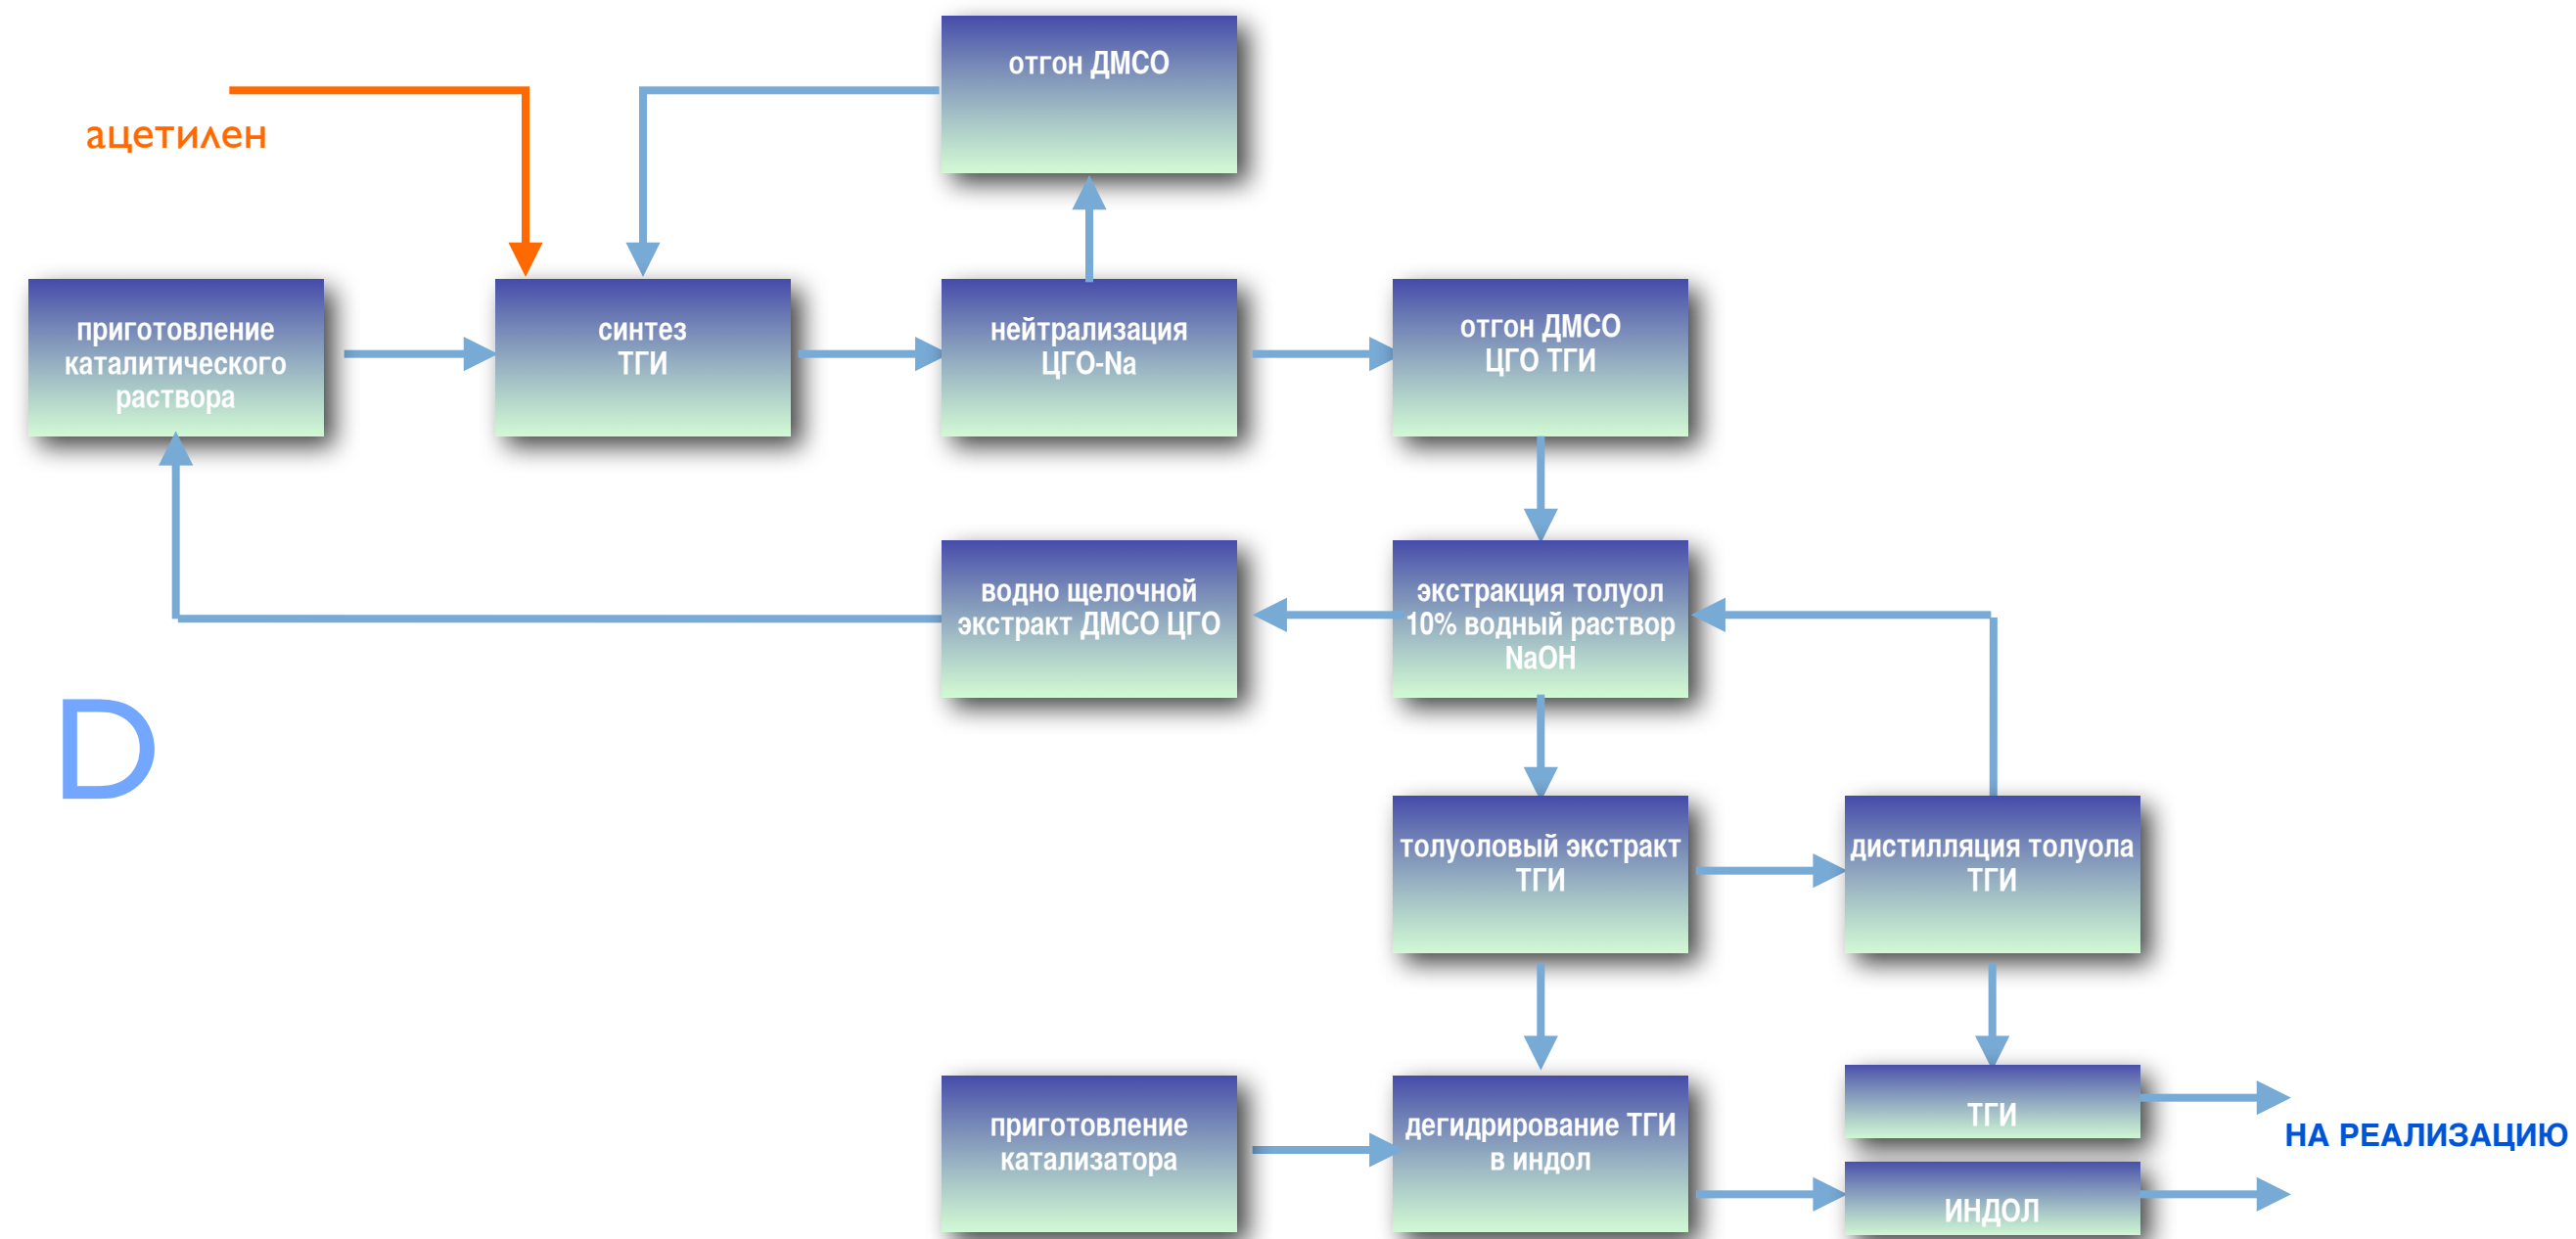 отгон ДМСО
ацетилен
приготовление
каталитического
раствора
синтез
ТГИ
нейтрализация
ЦГО-Na
отгон ДМСО
ЦГО ТГИ
водно щелочной
экстракт ДМСО ЦГО
экстракция толуол
10% водный раствор
NaOH
D
толуоловый экстракт
ТГИ
дистилляция толуола
ТГИ
приготовление
катализатора
дегидрирование ТГИ
в индол
ТГИ
НА РЕАЛИЗАЦИЮ
ИНДОЛ